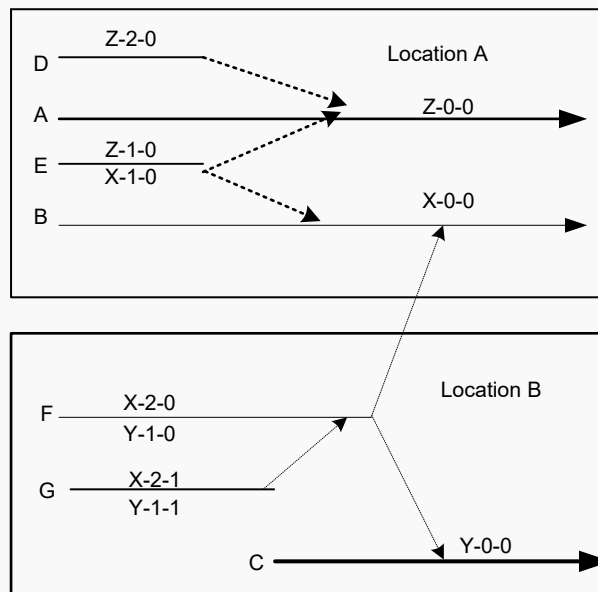 Z-2-0
D
Location A
A
Z-0-0
Z-1-0
E
X-1-0
X-0-0
B
Location B
X-2-0
F
Y-1-0
X-2-1
G
Y-1-1
Y-0-0
C